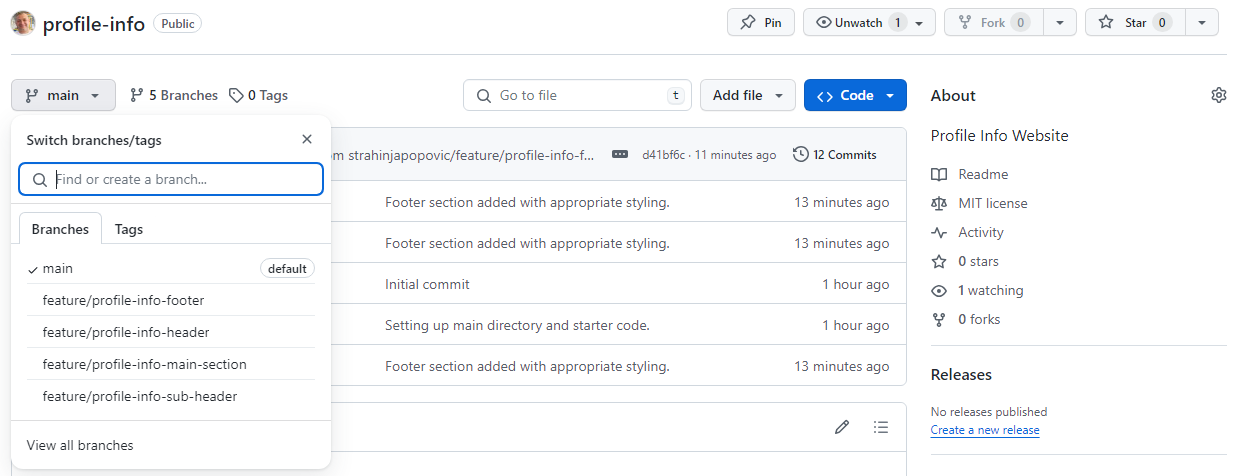 profile-info Public Pin Unwatch 1 Fork 0 Star 0
main 5 Branches 0 Tags Go to file t Add file Code
Switch branches/tags
Find or create a branch...
Branches Tags
main default
feature/profile-info-footer
feature/profile-info-header
feature/profile-info-main-section
feature/profile-info-sub-header
View all branches
strahinjapopovic/feature/profile-info-f... d41bf6c · 11 minutes ago 12 Commits
Footer section added with appropriate styling. 13 minutes ago
Footer section added with appropriate styling. 13 minutes ago
Initial commit 1 hour ago
Setting up main directory and starter code. 1 hour ago
Footer section added with appropriate styling. 13 minutes ago
About
Profile Info Website
Readme
MIT license
Activity
0 stars
1 watching
0 forks
Releases
No releases published
Create a new release